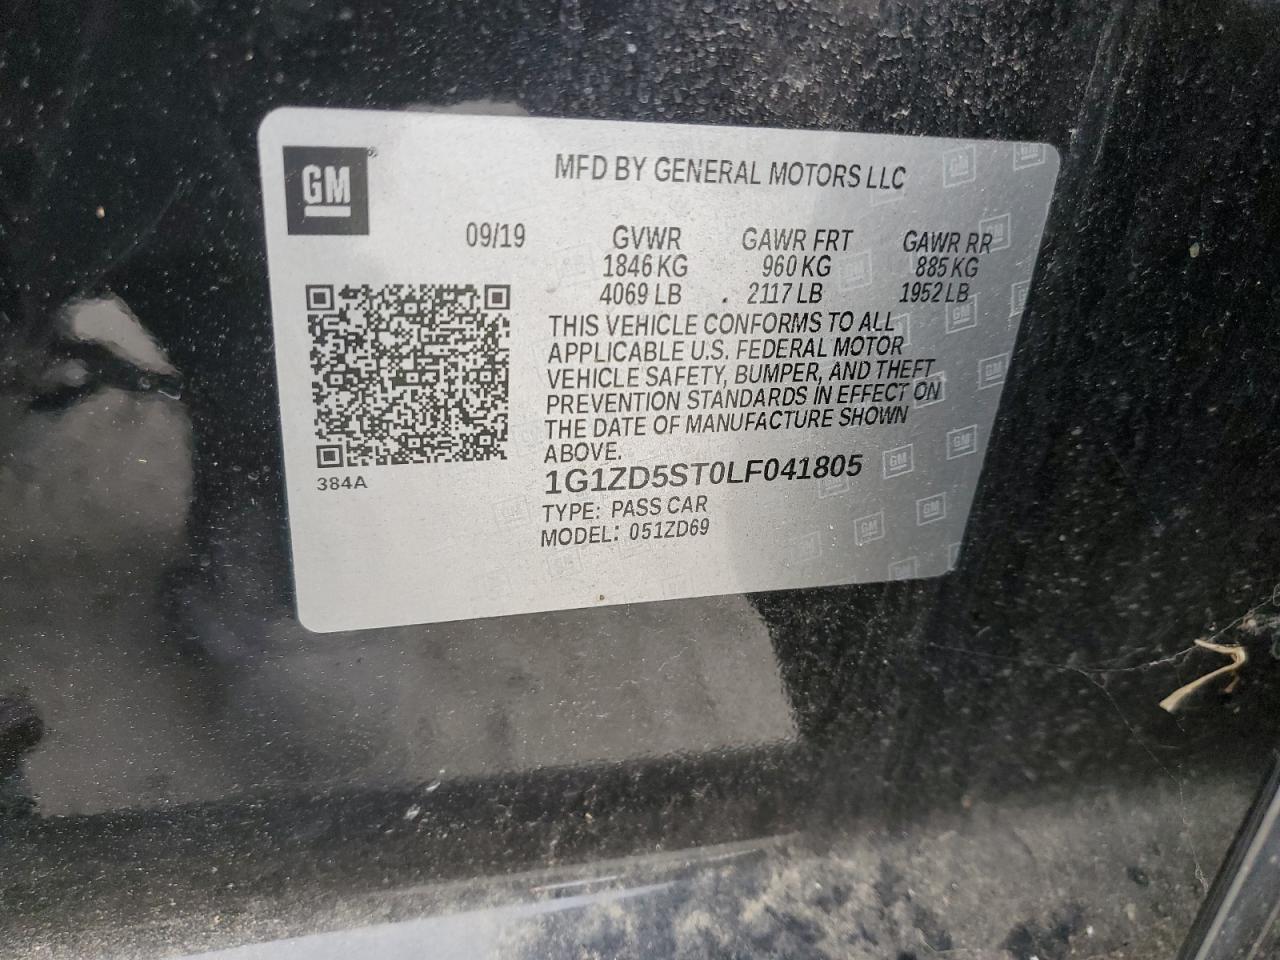 GM
MFD BY GENERAL MOTORS LLC
09/19 GVWR GAWR FRT GAWR RR
1846 KG 960 KG 885 KG
4069 LB 2117 LB 1952 LB
THIS VEHICLE CONFORMS TO ALL
APPLICABLE U.S. FEDERAL MOTOR
VEHICLE SAFETY, BUMPER, AND THEFT
PREVENTION STANDARDS IN EFFECT ON
THE DATE OF MANUFACTURE SHOWN
ABOVE.
384A
1G1ZD5ST0LF041805
TYPE: PASS CAR
MODEL: 051ZD69